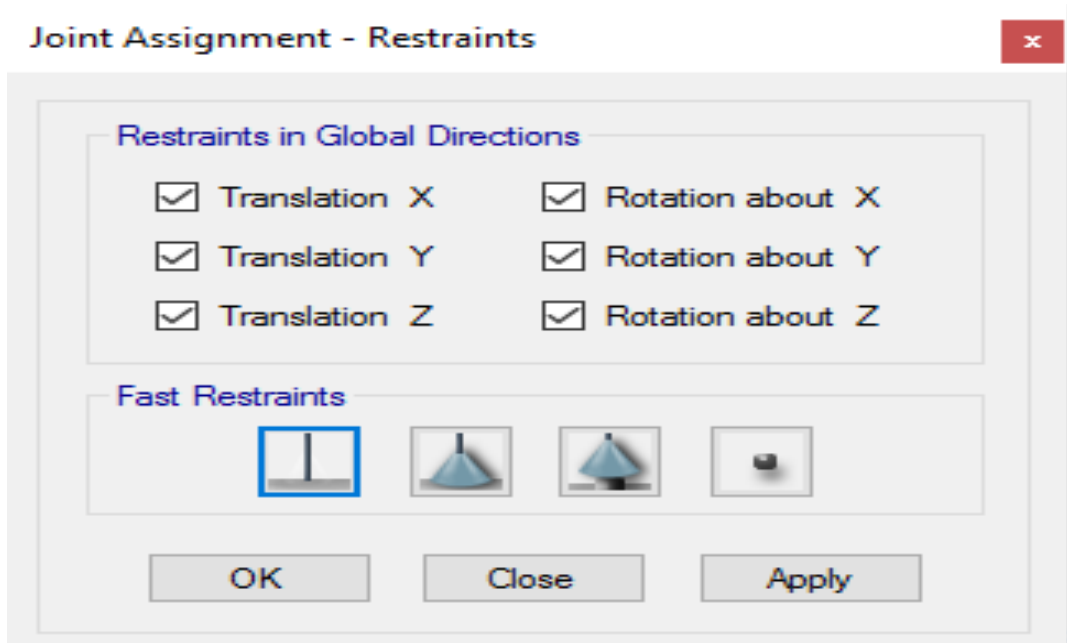 Joint Assignment - Restraints
x
Restraints in Global Directions
Translation X
Rotation about X
Translation Y
Rotation about Y
Translation Z
Rotation about Z
Fast Restraints
OK
Close
Apply